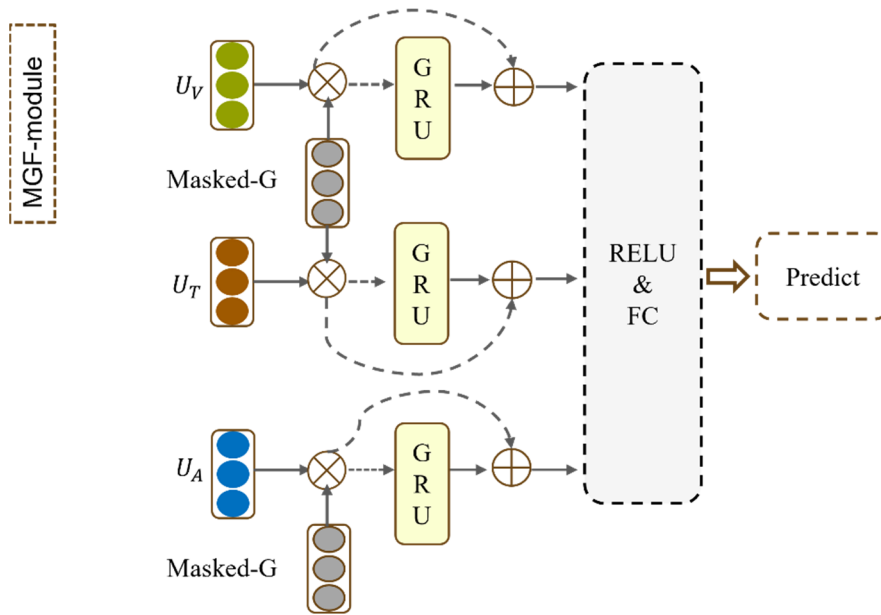 MGF-module
U_V
G
R
U
Masked-G
U_T
G
R
U
RELU
&
FC
Predict
U_A
G
R
U
Masked-G